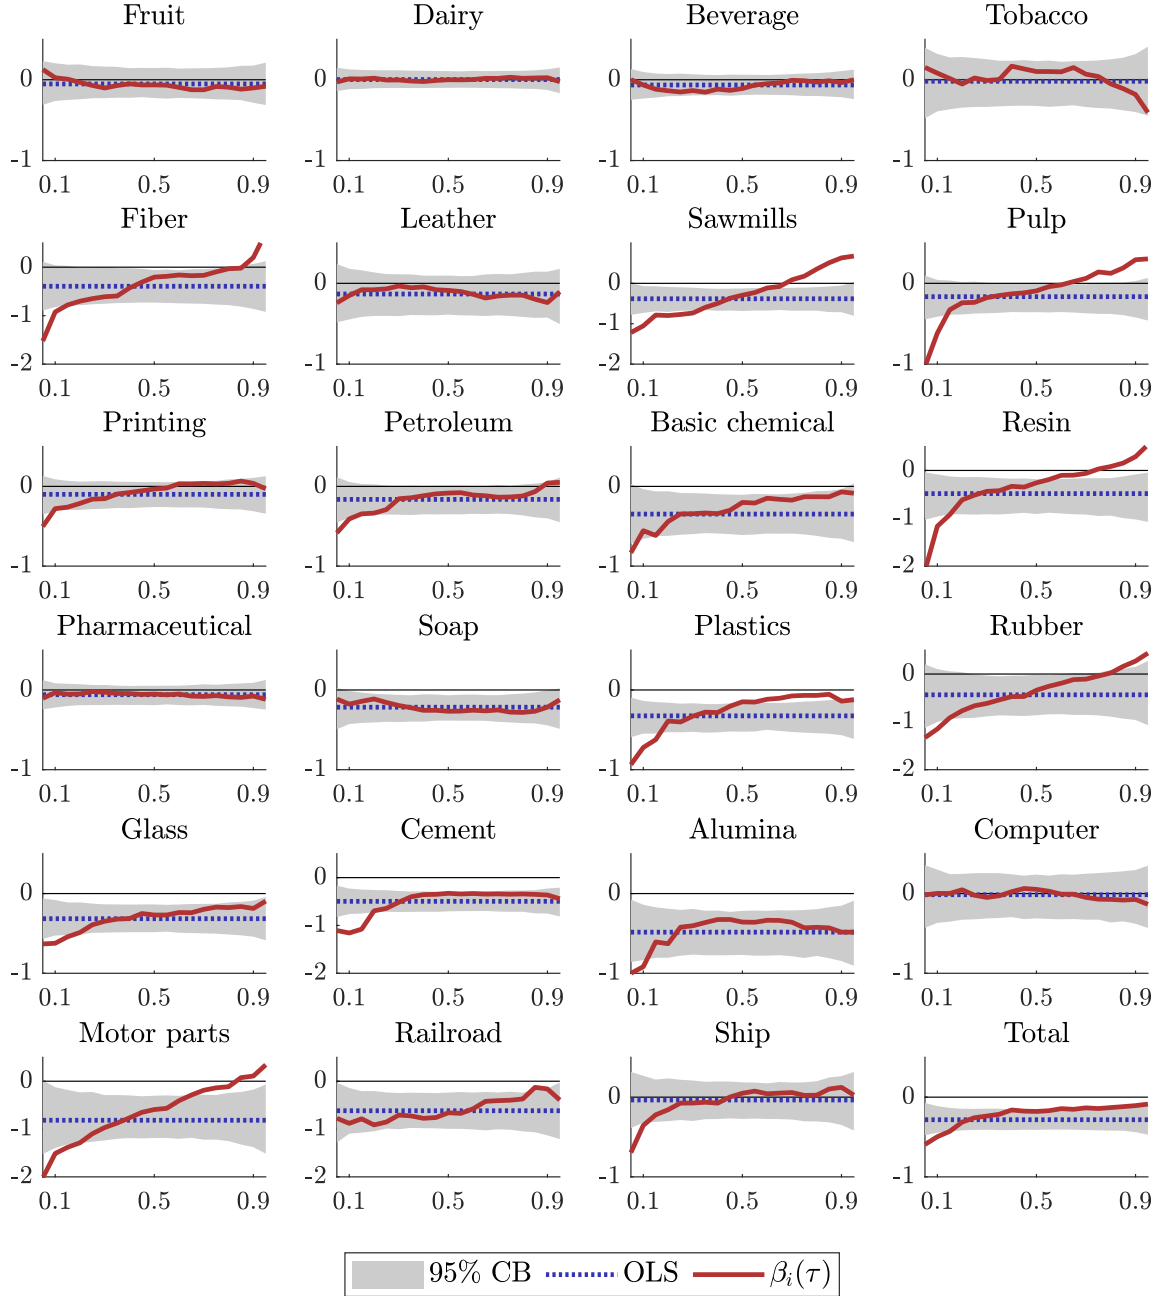 Fruit Dairy Beverage Tobacco
0 0 0 0
-1 -1 -1 -1
0.1 0.5 0.9 0.1 0.5 0.9 0.1 0.5 0.9 0.1 0.5 0.9
Fiber Leather Sawmills Pulp
0 0 0 0
-1 -1
-2 -1 -2 -1
0.1 0.5 0.9 0.1 0.5 0.9 0.1 0.5 0.9 0.1 0.5 0.9
Printing Petroleum Basic chemical Resin
0 0 0 0
-1
-1 -1 -1 -2
0.1 0.5 0.9 0.1 0.5 0.9 0.1 0.5 0.9 0.1 0.5 0.9
Pharmaceutical Soap Plastics Rubber
0 0 0 0
-1
-1 -1 -1 -2
0.1 0.5 0.9 0.1 0.5 0.9 0.1 0.5 0.9 0.1 0.5 0.9
Glass Cement Alumina Computer
0 0 0 0
-1
-1 -2 -1 -1
0.1 0.5 0.9 0.1 0.5 0.9 0.1 0.5 0.9 0.1 0.5 0.9
Motor parts Railroad Ship Total
0 0 0 0
-1 -1
-2 -2 -1 -1
0.1 0.5 0.9 0.1 0.5 0.9 0.1 0.5 0.9 0.1 0.5 0.9
95% CB OLS βᵢ(τ)